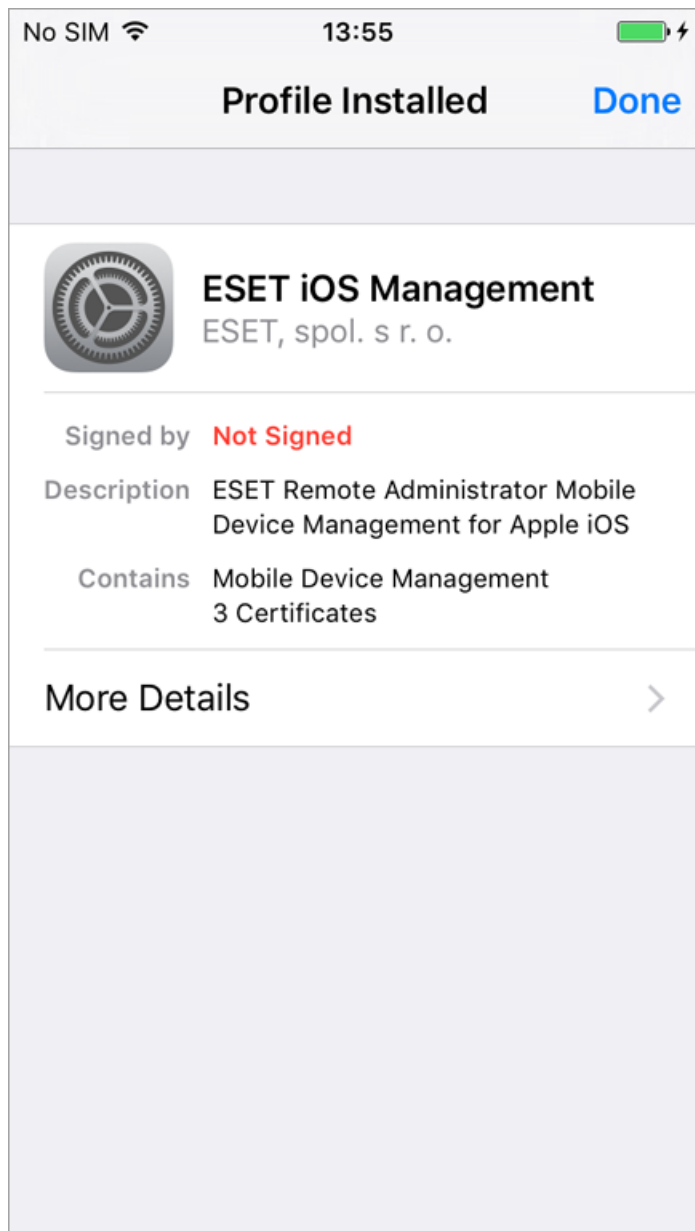 No SIM 13:55
Profile Installed Done
ESET iOS Management
ESET, spol. s r. o.
Signed by Not Signed
Description ESET Remote Administrator Mobile
Device Management for Apple iOS
Contains Mobile Device Management
3 Certificates
More Details